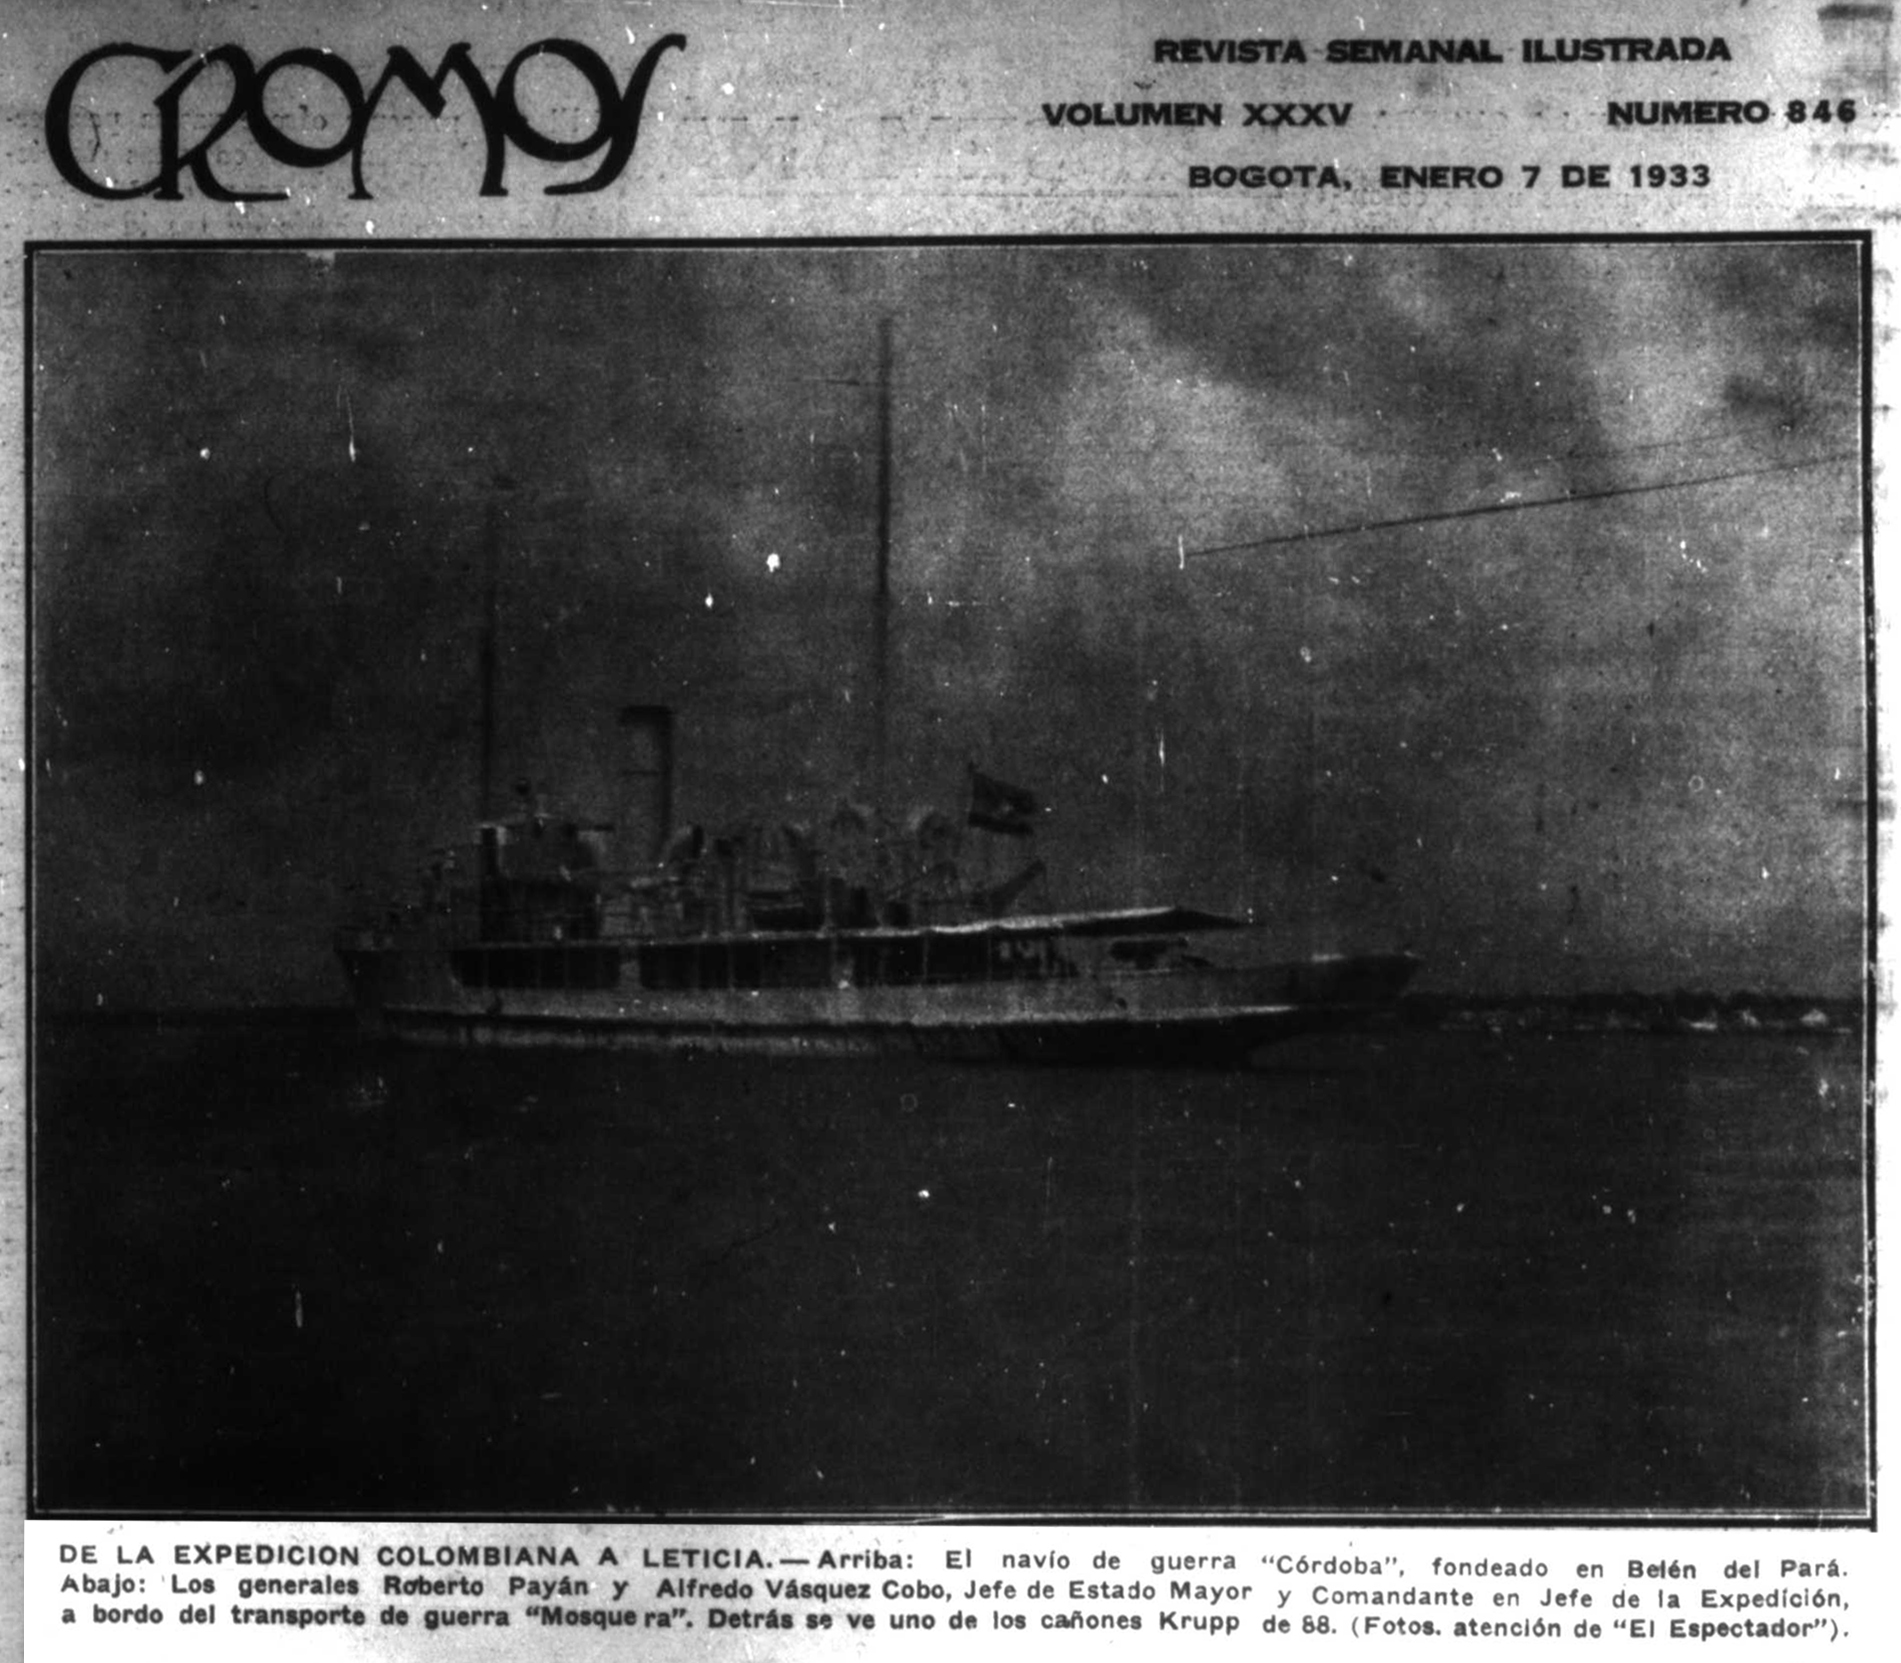 CROMOS
REVISTA SEMANAL ILUSTRADA
VOLUMEN XXXV NUMERO 846
BOGOTA, ENERO 7 DE 1933
DE LA EXPEDICION COLOMBIANA A LETICIA.—Arriba: El navío de guerra “Córdoba”, fondeado en Belén del Pará.
Abajo: Los generales Roberto Payán y Alfredo Vásquez Cobo, Jefe de Estado Mayor y Comandante en Jefe de la Expedición,
a bordo del transporte de guerra “Mosquera”. Detrás se ve uno de los cañones Krupp de 88. (Fotos. atención de “El Espectador”).